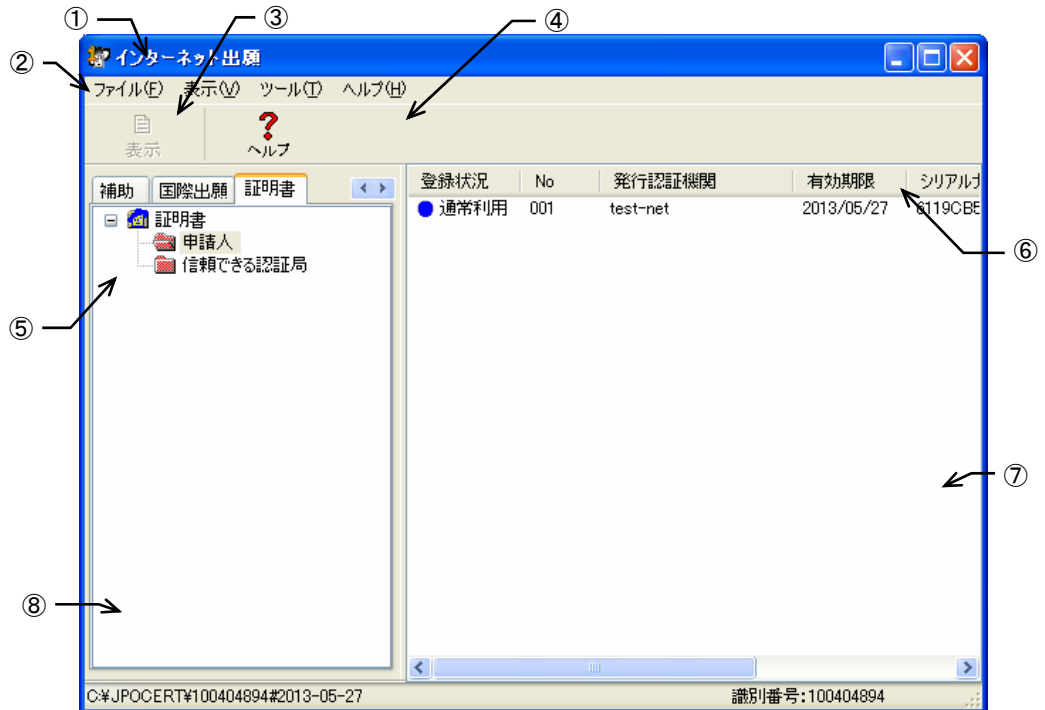 ① ③ ④
② インターネット出願
ファイル(F) 表示(V) ツール(T) ヘルプ(H)
表示 ヘルプ
補助 国際出願 証明書
登録状況 No 発行認証機関 有効期限 シリアルナ
通常利用 001 test-net 2013/05/27 6119CBE
証明書
申請人
信頼できる認証局
⑥
⑤
⑦
⑧
C:¥JPOCERT¥100404894#2013-05-27 識別番号:100404894